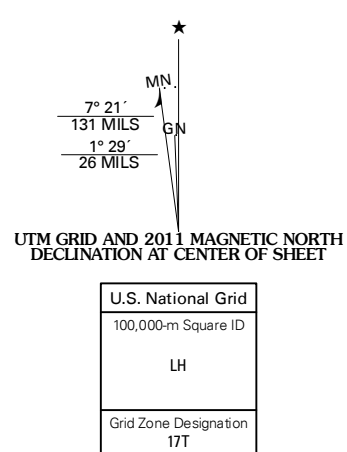 ★
M.N.
7° 21´
131 MILS
GN
1° 29´
26 MILS
UTM GRID AND 2011 MAGNETIC NORTH
DECLINATION AT CENTER OF SHEET
U.S. National Grid
100,000-m Square ID
LH
Grid Zone Designation
17T